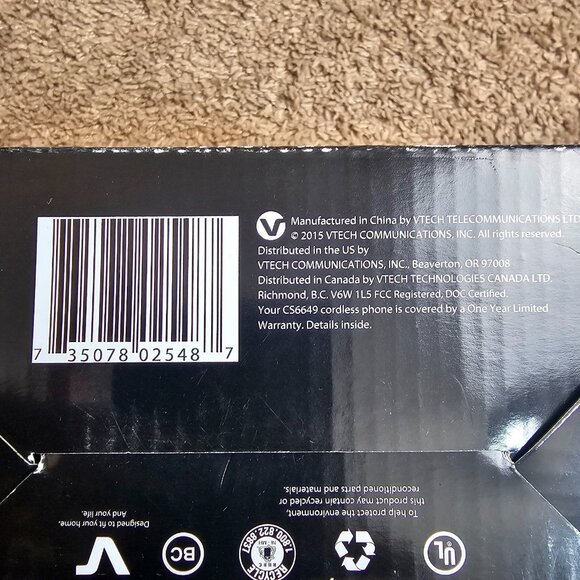 Manufactured in China by VTECH TELECOMMUNICATIONS LTD
© 2015 VTECH COMMUNICATIONS, INC. All rights reserved.
Distributed in the US by
VTECH COMMUNICATIONS, INC., Beaverton, OR 97008
Distributed in Canada by VTECH TECHNOLOGIES CANADA LTD.
Richmond, B.C. V6W 1L5 FCC Registered, DOC Certified.
Your CS6649 cordless phone is covered by a One Year Limited
Warranty. Details inside.
7 35078 02548 7
To help protect the environment,
this product may contain recycled or
reconditioned parts and materials.
Designed to fit your home.
And your life.
UL
RECYCLE
1.800.822.8837
RBRC
BC